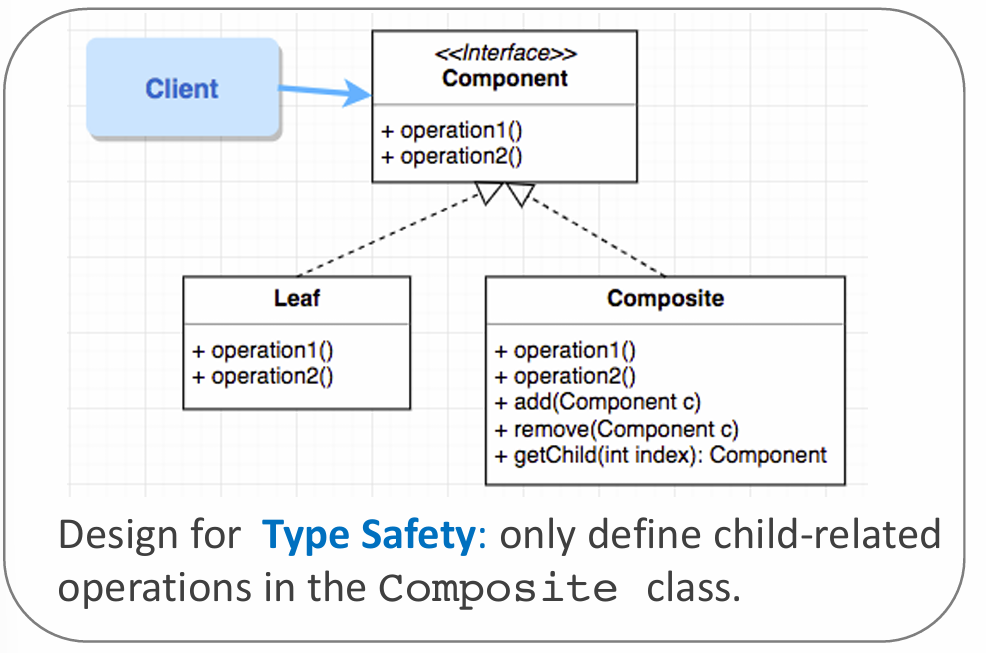 Client
<<Interface>>
Component
+ operation1()
+ operation2()
Leaf
+ operation1()
+ operation2()
Composite
+ operation1()
+ operation2()
+ add(Component c)
+ remove(Component c)
+ getChild(int index): Component
Design for Type Safety: only define child-related
operations in the Composite class.